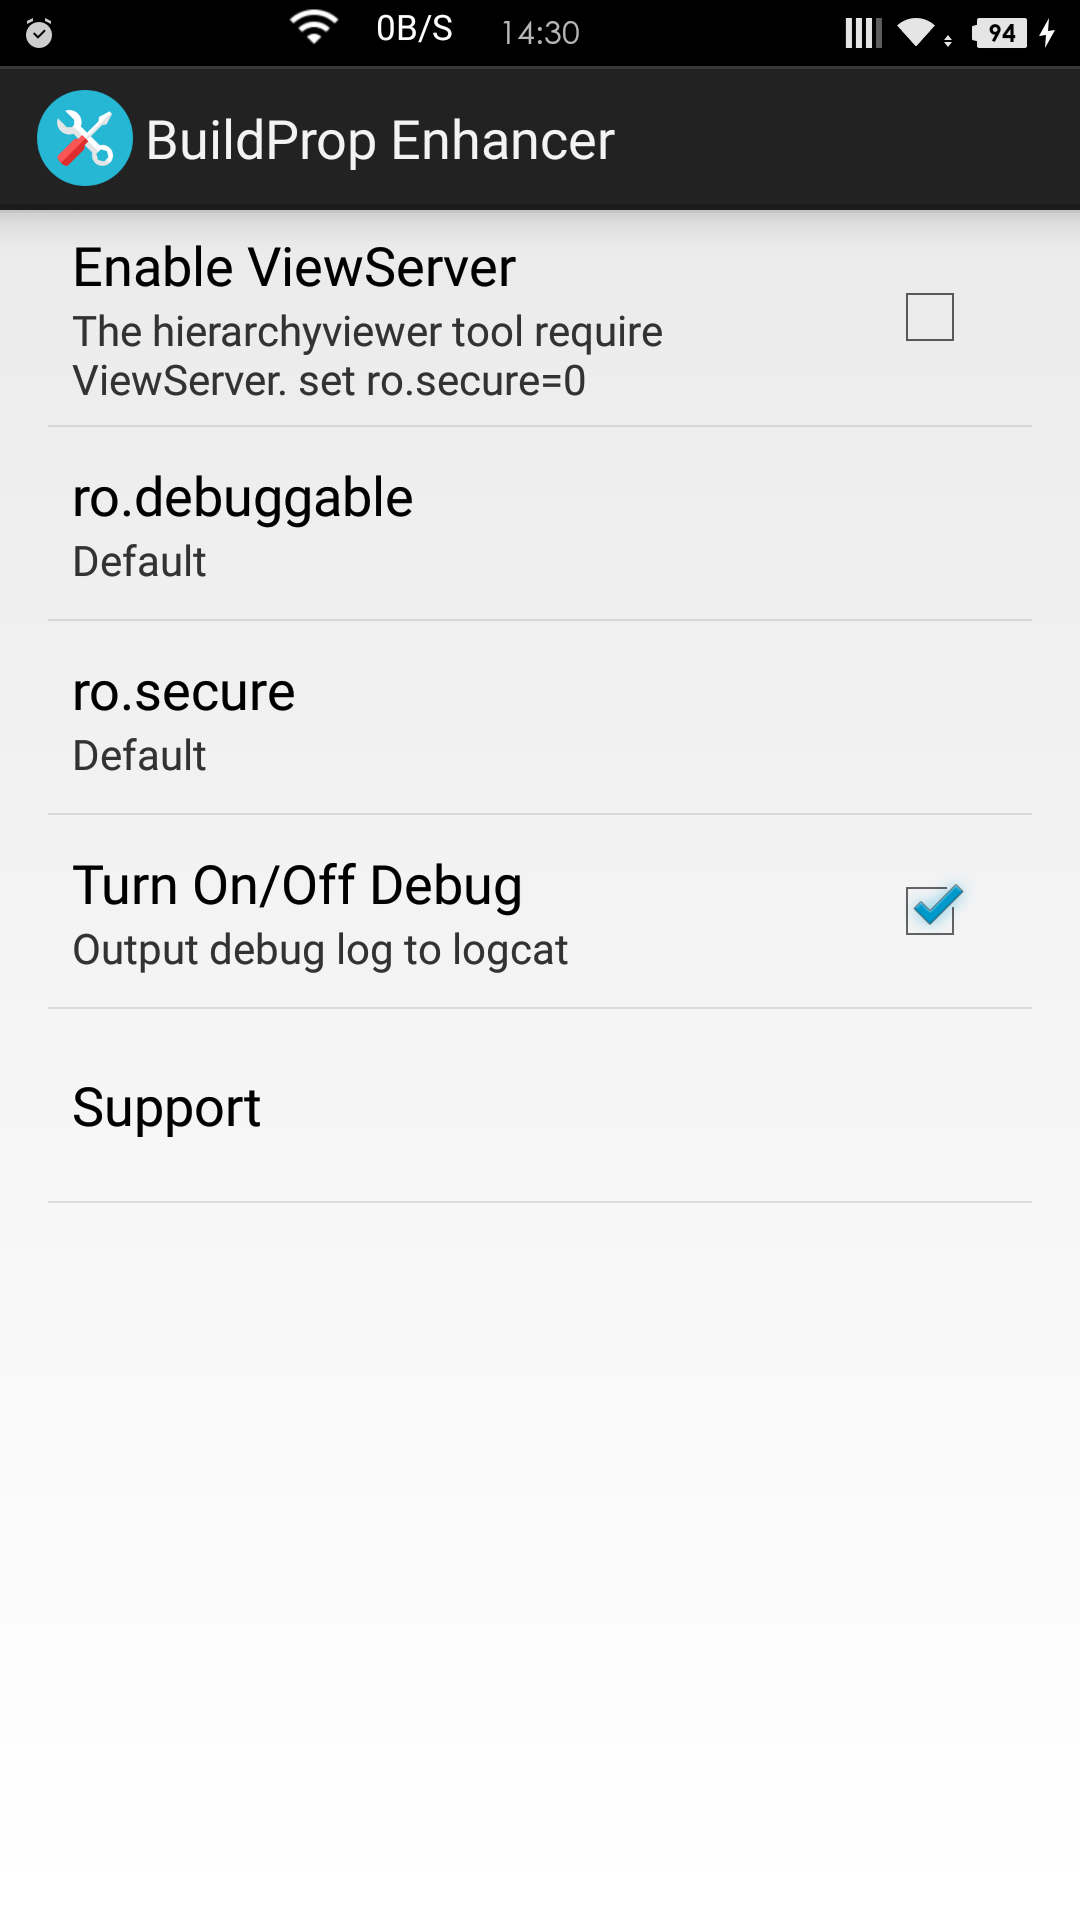 0B/S 14:30 94
BuildProp Enhancer
Enable ViewServer
The hierarchyviewer tool require
ViewServer. set ro.secure=0
ro.debuggable
Default
ro.secure
Default
Turn On/Off Debug
Output debug log to logcat
Support